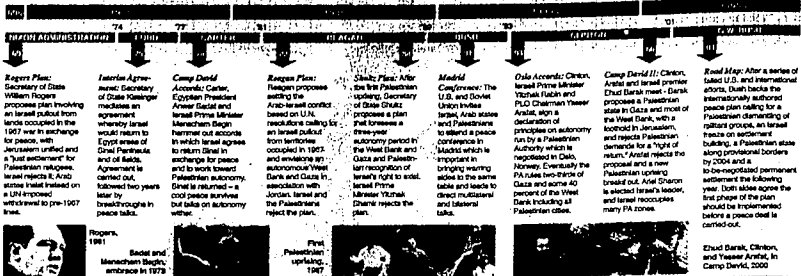 '74
'77
'81
'89
'93
'01
NIXON ADMINISTRATION
FORD
CARTER
REAGAN
BUSH
CLINTON
G.W. BUSH
Rogers Plan:
Secretary of State
William Rogers
proposes plan involving
an Israel pullout from
lands occupied in the
1967 war in exchange
for peace, with
Jerusalem unified and
a "just settlement" for
Palestinian refugees.
Israel rejects it; Arab
states insist instead on
a UN-imposed
withdrawal to pre-1967
lines.
Interim Agree-
ment: Secretary
of State Kissinger
mediates an
agreement
whereby Israel
would return to
Egypt areas of
Sinai Peninsula
and oil fields.
Agreement is
carried out,
followed two years
later by
breakthroughs in
peace talks.
Camp David
Accords: Carter,
Egyptian President
Anwar Sadat and
Israeli Prime Minister
Menachem Begin
hammer out accords
in which Israel agrees
to return Sinai in
exchange for peace
and to work toward
Palestinian autonomy.
Sinai is returned – a
cool peace survives
but talks on autonomy
wither.
Reagan Plan:
Reagan proposes
settling the
Arab-Israeli conflict
based on U.N.
resolutions calling for
an Israeli pullout
from territories
occupied in 1967
and envisions an
autonomous West
Bank and Gaza in
association with
Jordan. Israel and
the Palestinians
reject the plan.
Shultz Plan: After
the first Palestinian
uprising, Secretary
of State Shultz
proposes a plan
that foresees a
three-year
autonomy period in
the West Bank and
Gaza and Palestin-
ian recognition of
Israel's right to exist.
Israeli Prime
Minister Yitzhak
Shamir rejects the
plan.
Madrid
Conference: The
U.S. and Soviet
Union invites
Israel, Arab states
and Palestinians
to attend a peace
conference in
Madrid which is
important in
bringing warring
sides to the same
table and leads to
direct multilateral
and bilateral
talks.
Oslo Accords: Clinton,
Israeli Prime Minister
Yitzhak Rabin and
PLO Chairman Yasser
Arafat, sign a
declaration of
principles on autonomy
run by a Palestinian
Authority which is
negotiated in Oslo,
Norway. Eventually the
PA rules two-thirds of
Gaza and some 40
percent of the West
Bank including all
Palestinian cities.
Camp David II: Clinton,
Arafat and Israeli premier
Ehud Barak meet - Barak
proposes a Palestinian
state in Gaza and most of
the West Bank, with a
foothold in Jerusalem,
and rejects Palestinian
demands for a "right of
return." Arafat rejects the
proposal and a new
Palestinian uprising
breaks out. Ariel Sharon
is elected Israel's leader,
and Israel reoccupies
many PA zones.
Road Map: After a series of
failed U.S. and international
efforts, Bush backs the
internationally authored
peace plan calling for a
Palestinian dismantling of
militant groups, an Israeli
freeze on settlement
building, a Palestinian state
along provisional borders
by 2004 and a
to-be-negotiated permanent
settlement the following
year. Both sides agree the
first phase of the plan
should be implemented
before a peace deal is
carried-out.
Rogers,
1981
Sadat and
Menachem Begin,
embrace in 1979
First
Palestinian
uprising,
1987
Ehud Barak, Clinton,
and Yasser Arafat, in
Camp David, 2000